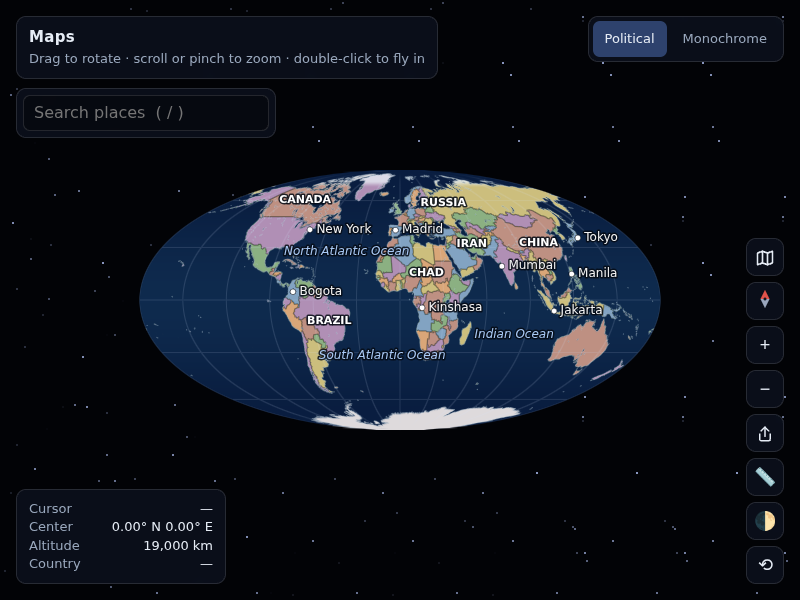 Maps
Drag to rotate · scroll or pinch to zoom · double-click to fly in
Political
Monochrome
Search places ( / )
CANADA
RUSSIA
New York
Madrid
Tokyo
North Atlantic Ocean
IRAN
CHINA
Mumbai
CHAD
Manila
Bogota
Kinshasa
Jakarta
BRAZIL
Indian Ocean
South Atlantic Ocean
+
−
Cursor —
Center 0.00° N 0.00° E
Altitude 19,000 km
Country —